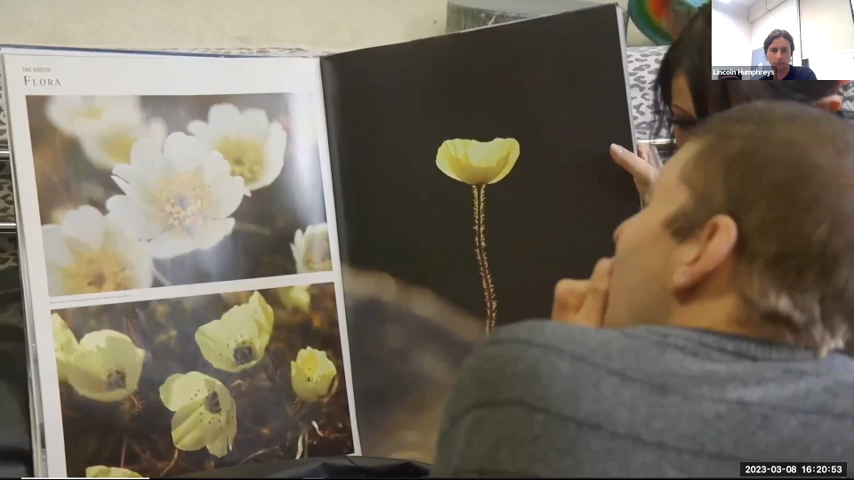 THE ARCTIC
FLORA
Lincoln Humphreys
2023-03-08 16:20:53